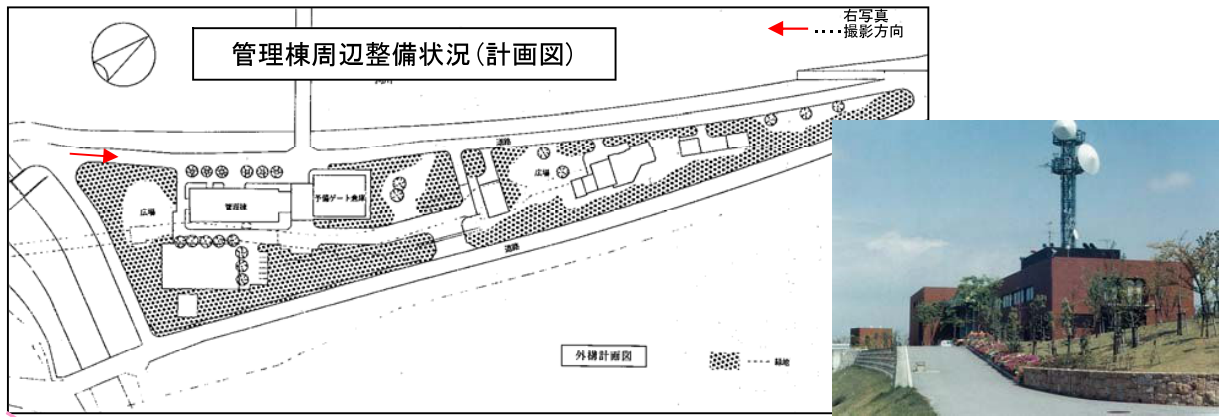 右写真
‥‥撮影方向
管理棟周辺整備状況(計画図)
道路
広場
予備ゲート倉庫
広場
管理棟
道路
外構計画図
緑地